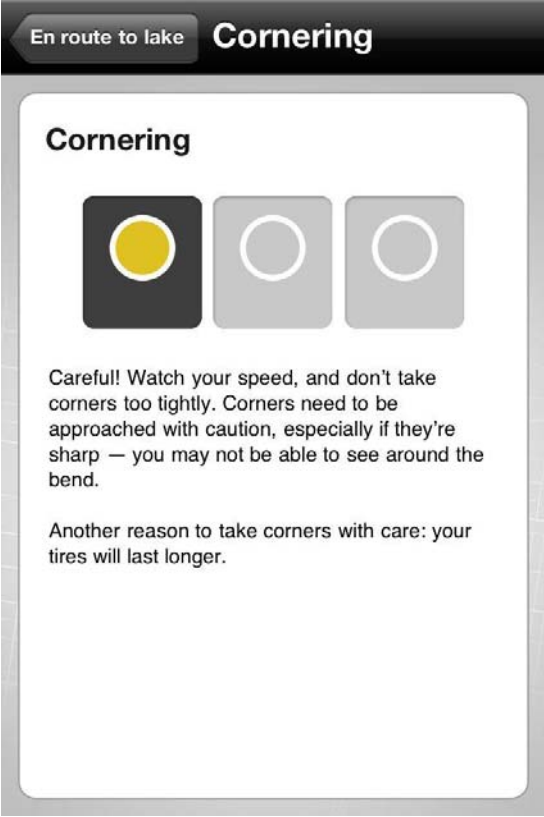 En route to lake
Cornering
Cornering
Careful! Watch your speed, and don't take
corners too tightly. Corners need to be
approached with caution, especially if they're
sharp — you may not be able to see around the
bend.
Another reason to take corners with care: your
tires will last longer.